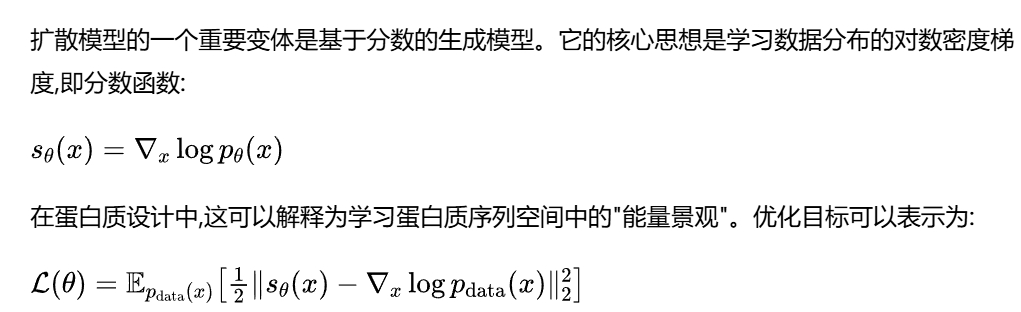 扩散模型的一个重要变体是基于分数的生成模型。它的核心思想是学习数据分布的对数密度梯
度,即分数函数:
$s_\theta(x) = \nabla_x \log p_\theta(x)$
在蛋白质设计中,这可以解释为学习蛋白质序列空间中的"能量景观"。优化目标可以表示为:
$\mathcal{L}(\theta) = \mathbb{E}_{p_{\text{data}}(x)}\left[\frac{1}{2}\|s_\theta(x) - \nabla_x \log p_{\text{data}}(x)\|_2^2\right]$